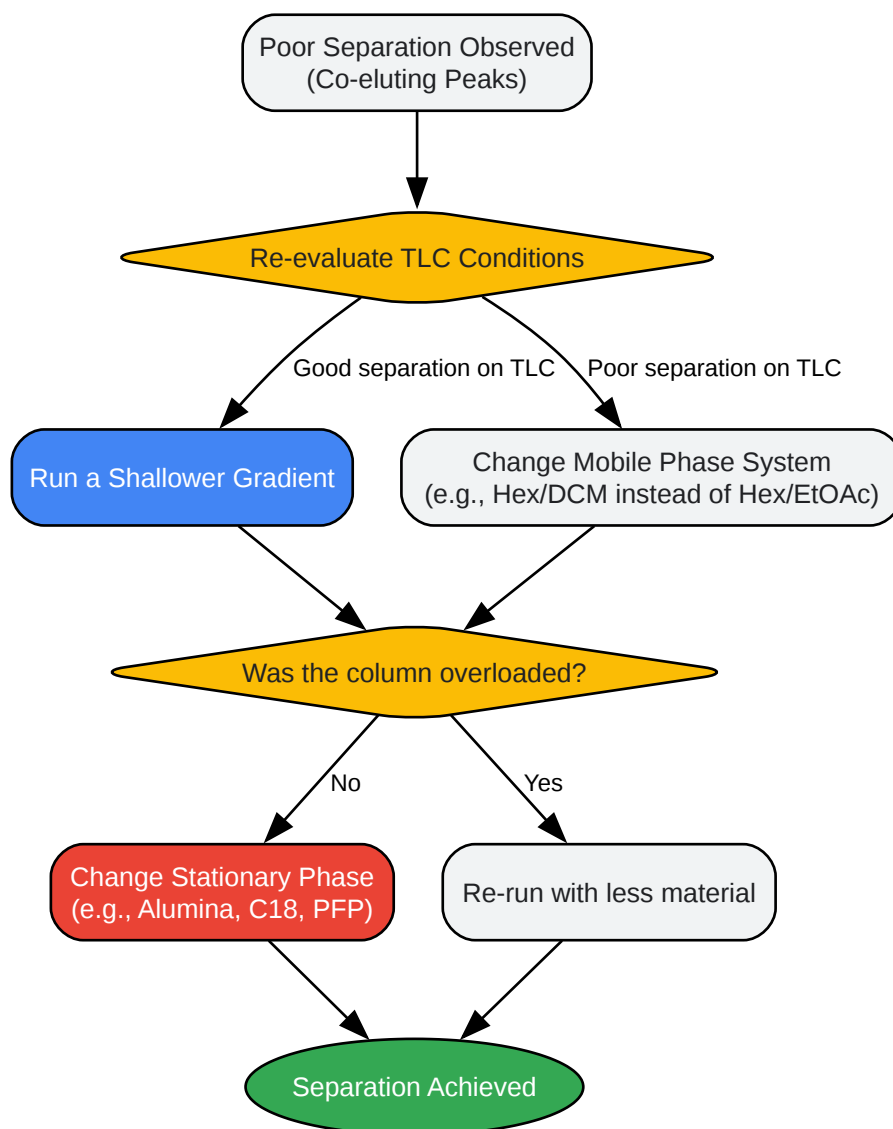 Poor Separation Observed
(Co-eluting Peaks)
Re-evaluate TLC Conditions
Good separation on TLC
Poor separation on TLC
Run a Shallower Gradient
Change Mobile Phase System
(e.g., Hex/DCM instead of Hex/EtOAc)
Was the column overloaded?
No
Yes
Change Stationary Phase
(e.g., Alumina, C18, PFP)
Re-run with less material
Separation Achieved